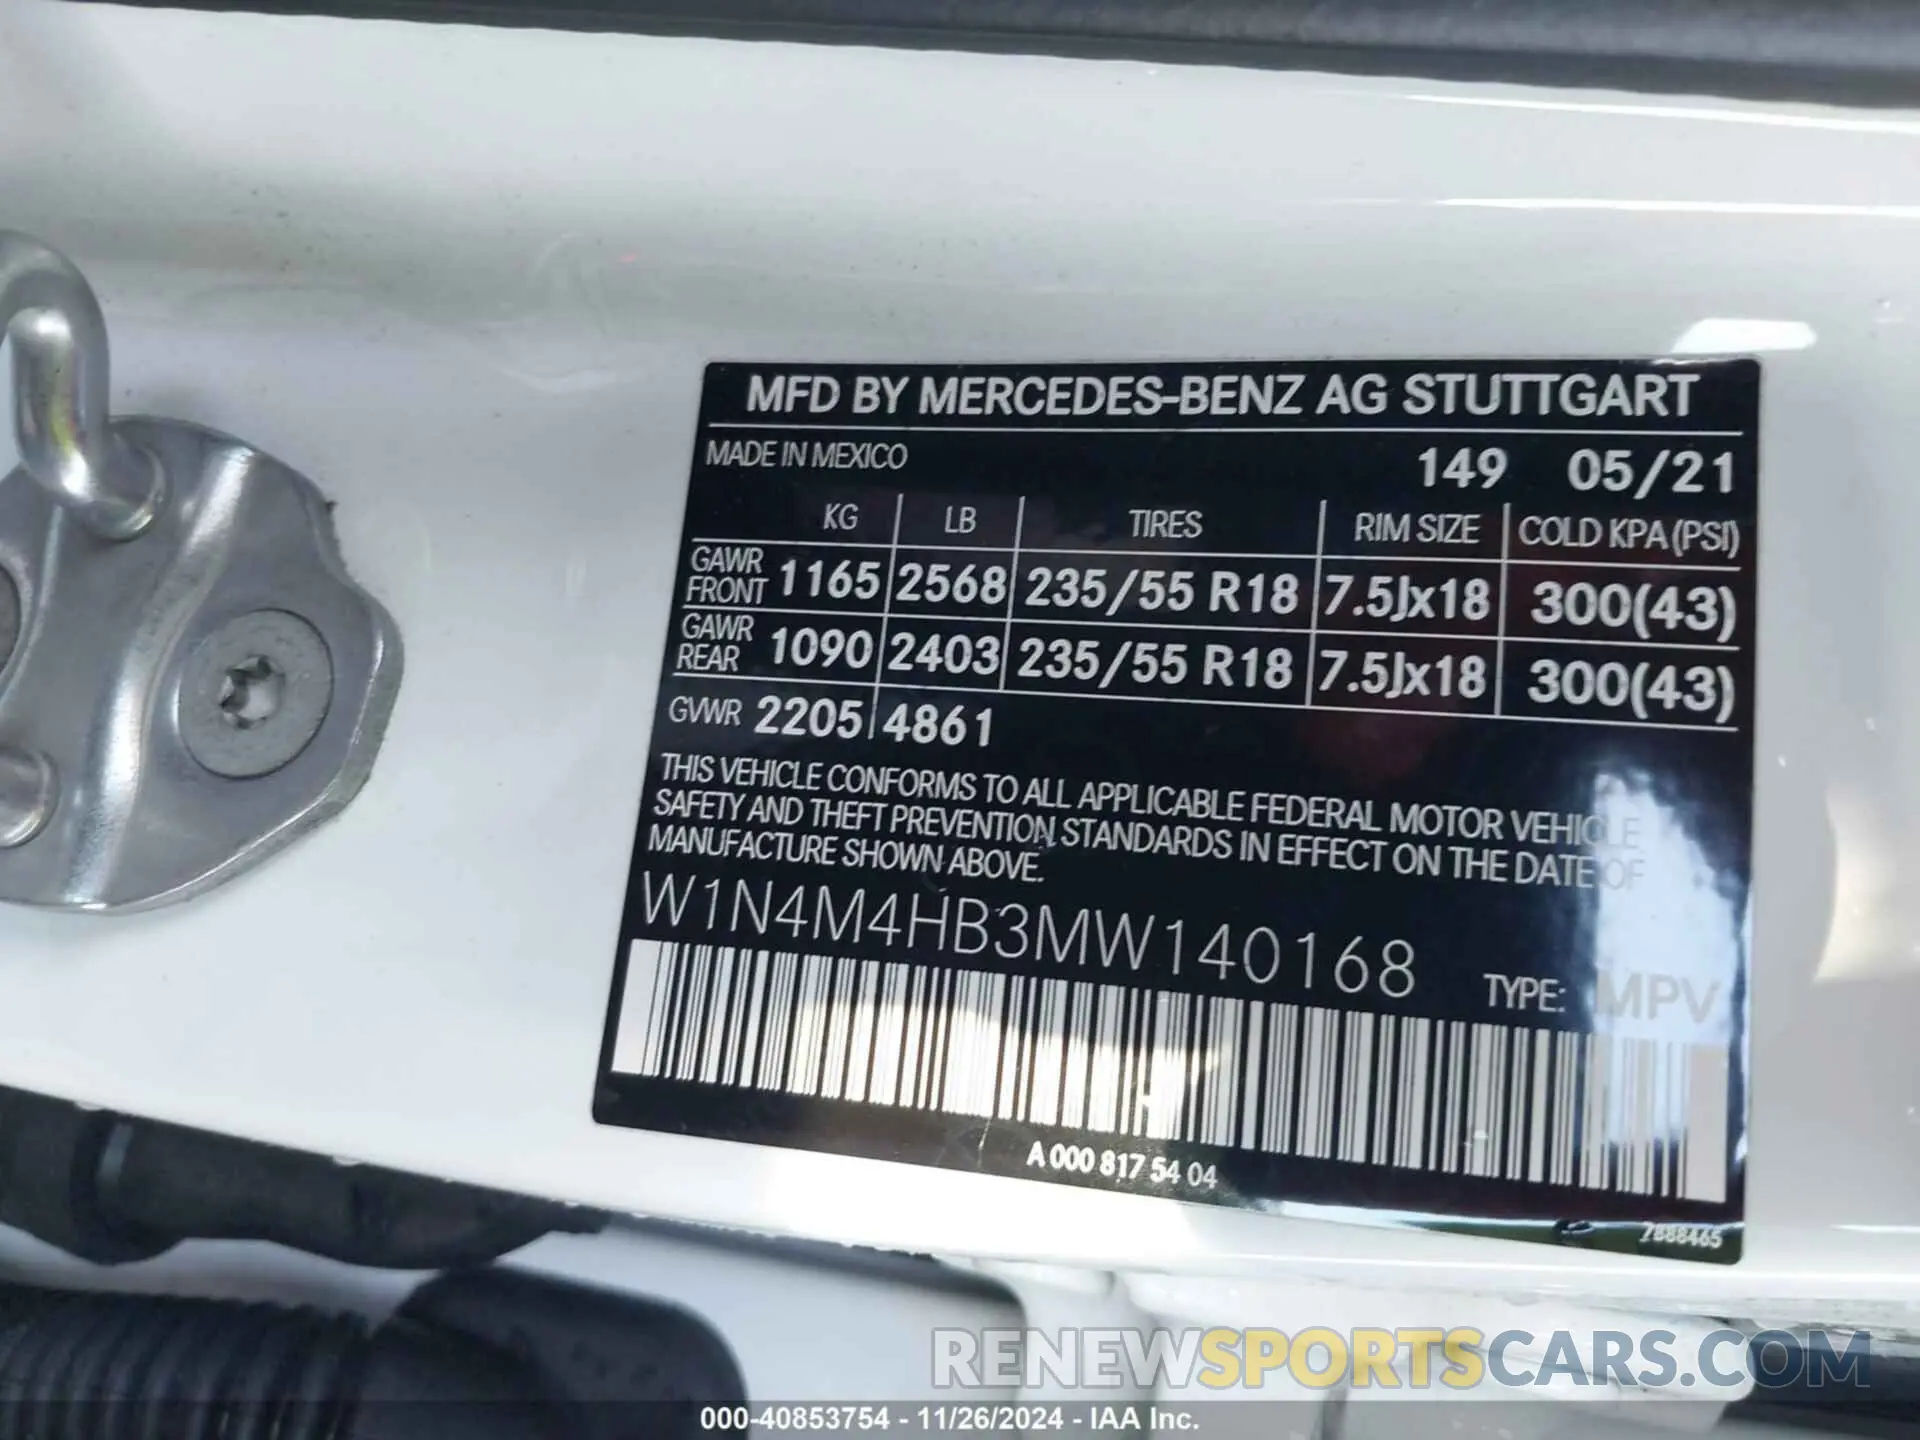 MFD BY MERCEDES-BENZ AG STUTTGART
MADE IN MEXICO 149 05/21
KG LB TIRES RIM SIZE COLD KPA(PSI)
GAWR FRONT 1165 2568 235/55 R18 7.5Jx18 300(43)
GAWR REAR 1090 2403 235/55 R18 7.5Jx18 300(43)
GVWR 2205 4861
THIS VEHICLE CONFORMS TO ALL APPLICABLE FEDERAL MOTOR VEHICLE
SAFETY AND THEFT PREVENTION STANDARDS IN EFFECT ON THE DATE OF
MANUFACTURE SHOWN ABOVE.
W1N4M4HB3MW140168 TYPE: MPV
A 000 817 54 04
7888465
RENEWSPORTSCARS.COM
000-40853754 - 11/26/2024 - IAA Inc.